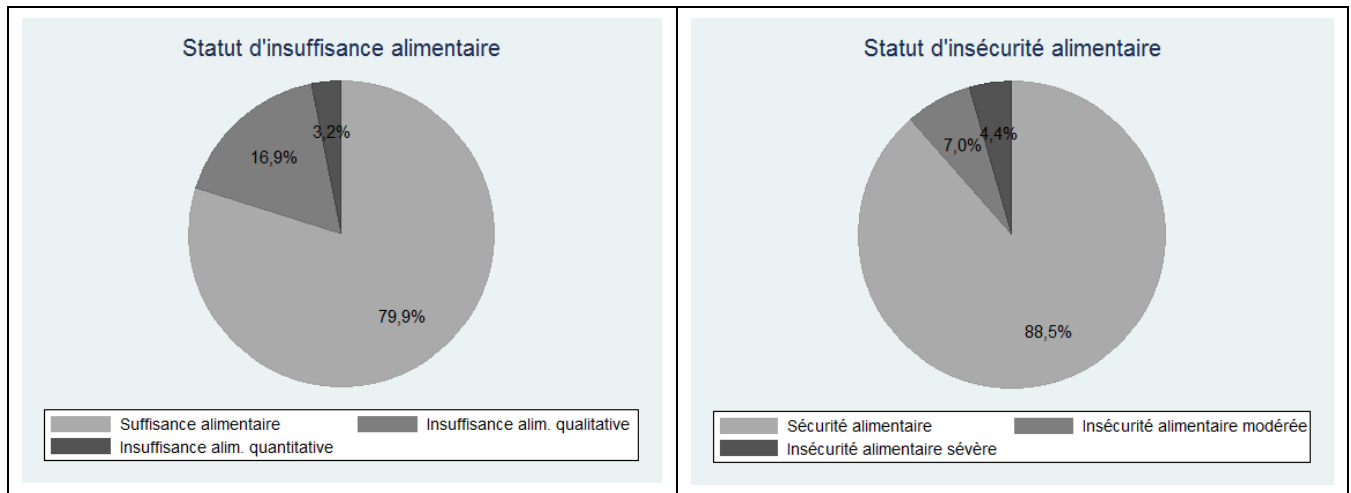 Statut d'insuffisance alimentaire
3,2%
16,9%
79,9%
Suffisance alimentaire
Insuffisance alim. qualitative
Insuffisance alim. quantitative
Statut d'insécurité alimentaire
4,4%
7,0%
88,5%
Sécurité alimentaire
Insécurité alimentaire modérée
Insécurité alimentaire sévère